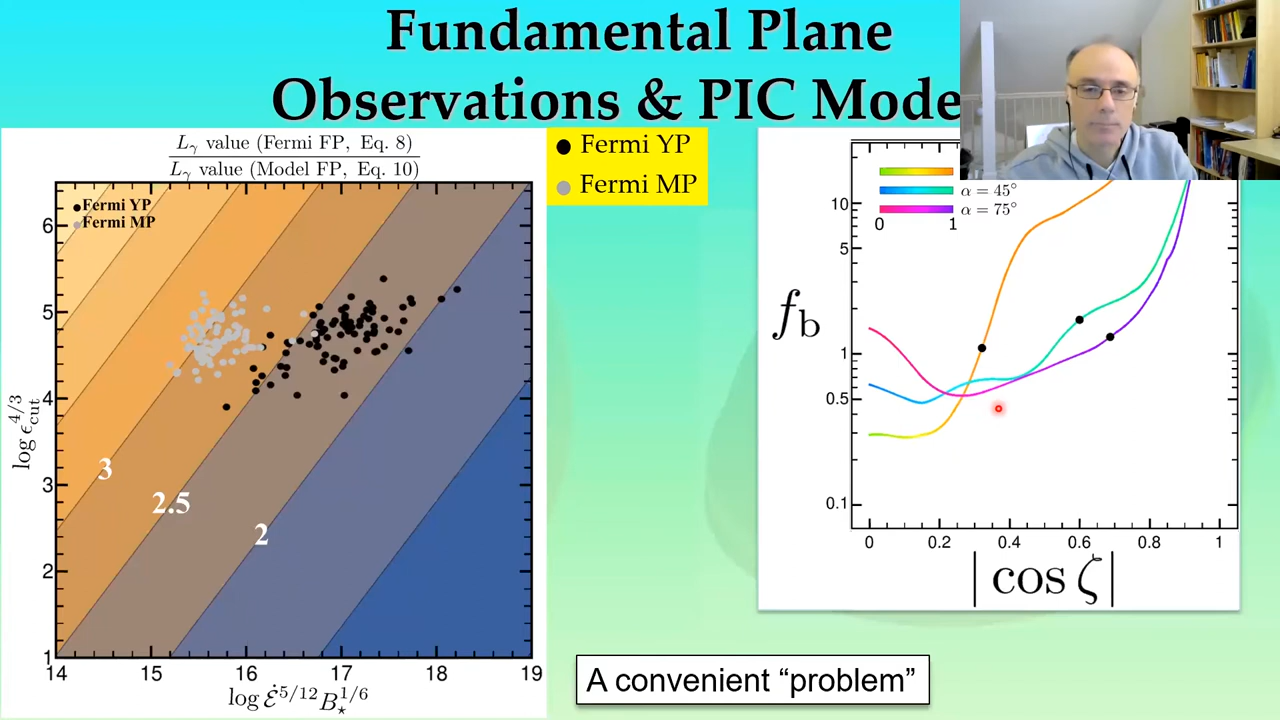 Fundamental Plane
Observations & PIC Mode
L_γ value (Fermi FP, Eq. 8)
L_γ value (Model FP, Eq. 10)
Fermi YP
Fermi MP
6
5
4
3
2
1
log ϵ_cut^{4/3}
Fermi YP
Fermi MP
3
2.5
2
14 15 16 17 18 19
log Ė^{5/12} B_⋆^{1/6}
α = 45°
α = 75°
0 1
10
5
1
0.5
0.1
f_b
0 0.2 0.4 0.6 0.8 1
| cos ζ |
A convenient “problem”